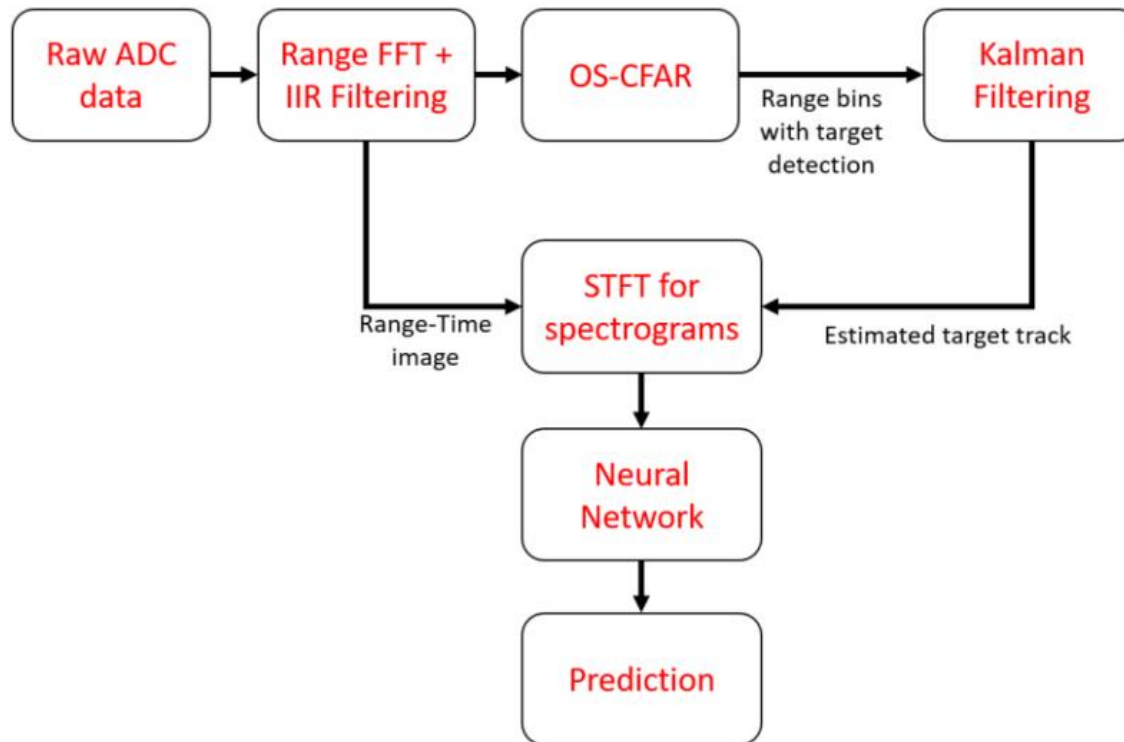 Raw ADC
data
Range FFT +
IIR Filtering
OS-CFAR
Range bins
with target
detection
Kalman
Filtering
Range-Time
image
STFT for
spectrograms
Estimated target track
Neural
Network
Prediction